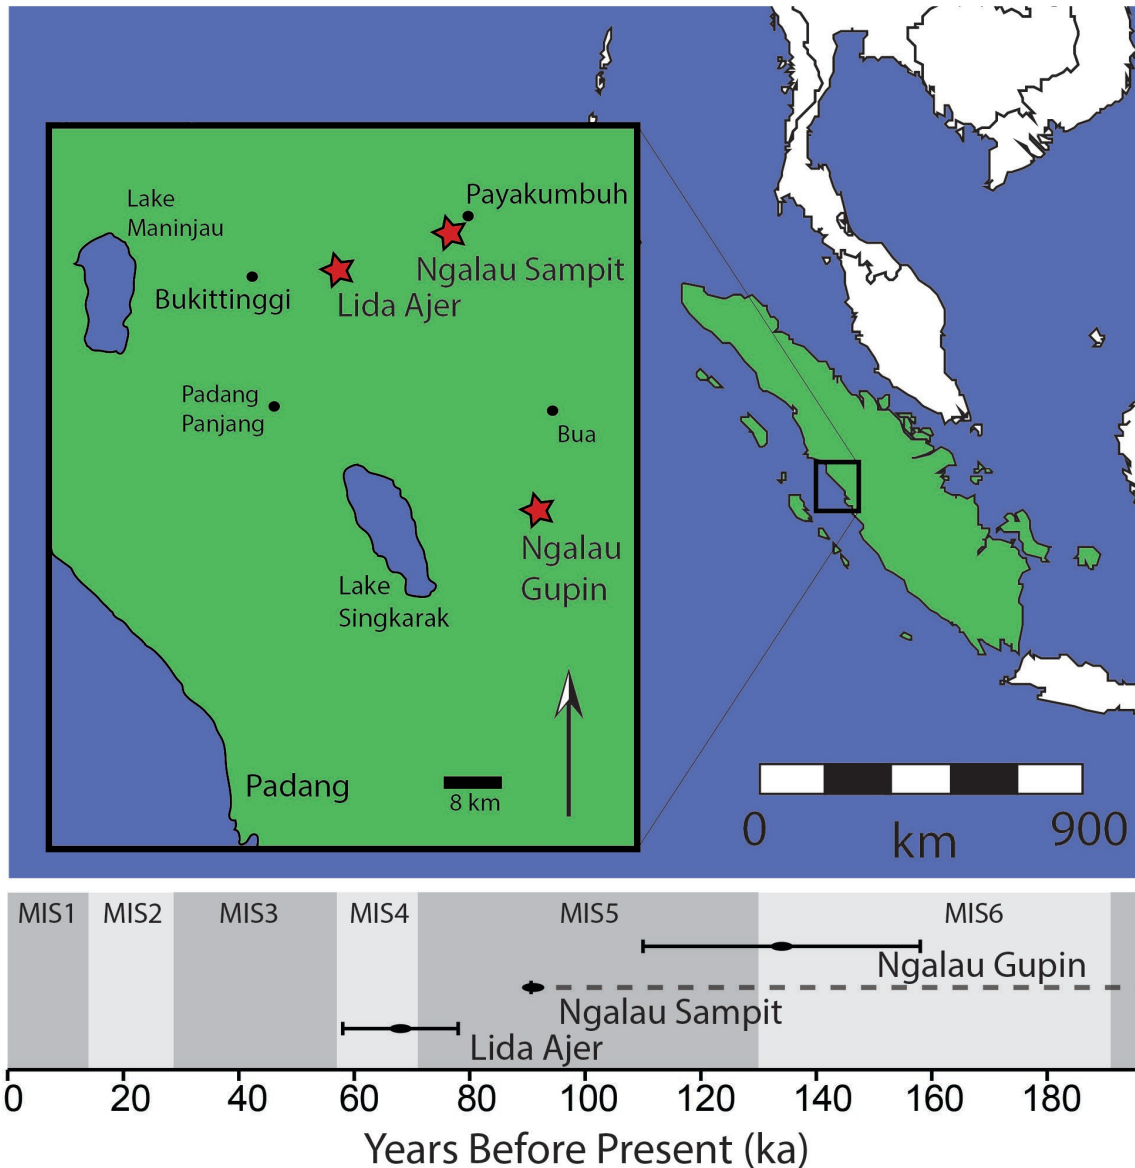 Lake
Maninjau
Payakumbuh
Ngalau Sampit
Bukittinggi
Lida Ajer
Padang
Panjang
Bua
Ngalau
Gupin
Lake
Singkarak
Padang
8 km
0
km
900
MIS1
MIS2
MIS3
MIS4
MIS5
MIS6
Ngalau Gupin
Ngalau Sampit
Lida Ajer
0 20 40 60 80 100 120 140 160 180
Years Before Present (ka)